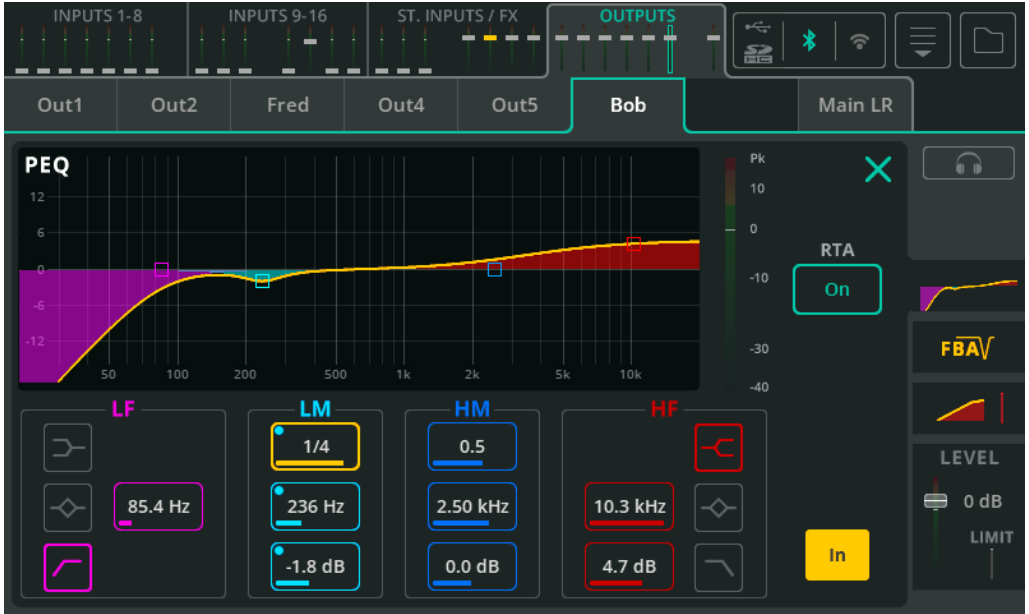 INPUTS 1-8 INPUTS 9-16 ST. INPUTS / FX OUTPUTS
SD HC
Out1 Out2 Fred Out4 Out5 Bob Main LR
PEQ
12
6
0
-6
-12
50 100 200 500 1k 2k 5k 10k
Pk
10
0
-10
-30
-40
RTA
On
FBA
LF LM HM HF
1/4 0.5
85.4 Hz 236 Hz 2.50 kHz 10.3 kHz
-1.8 dB 0.0 dB 4.7 dB
In
LEVEL
0 dB
LIMIT